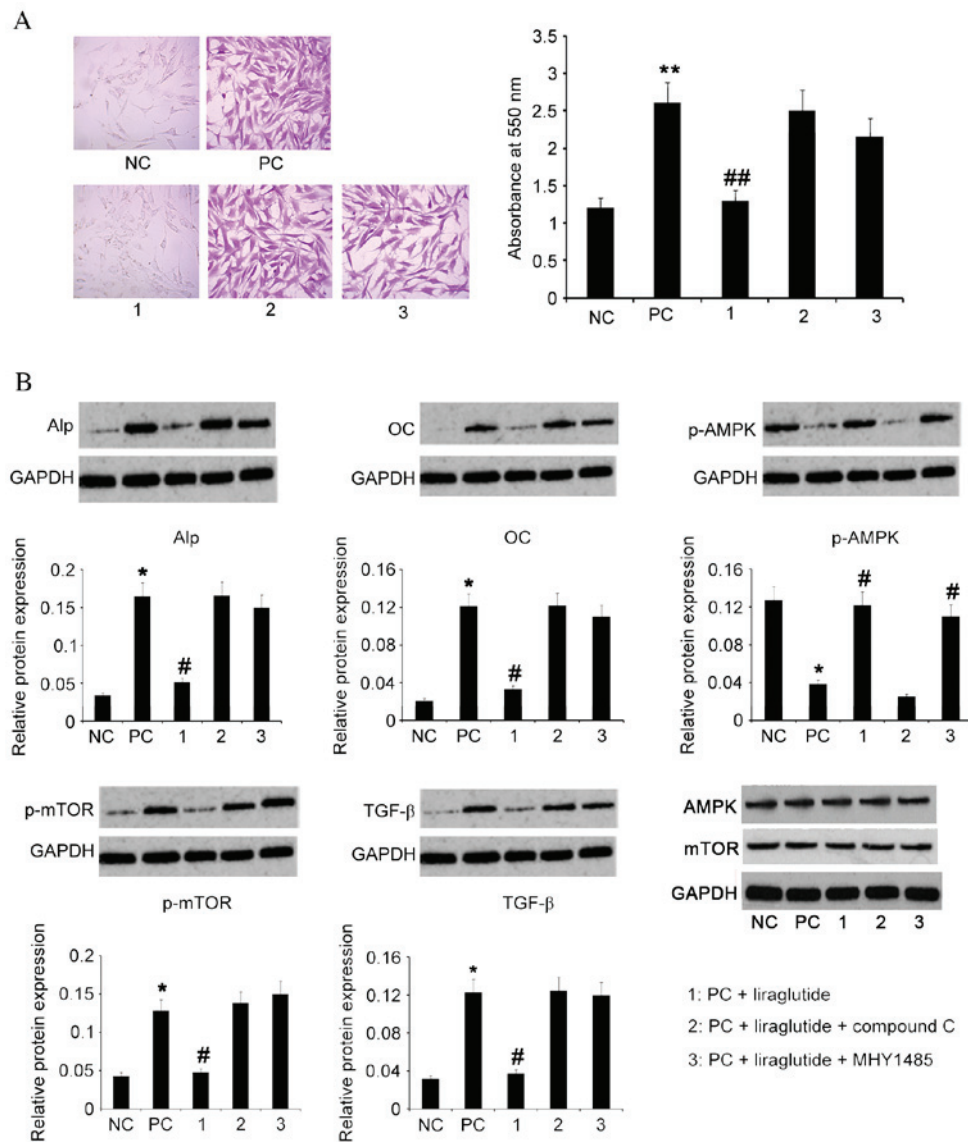 A
NC PC
1 2 3
Absorbance at 550 nm
3.5
3
2.5
2
1.5
1
0.5
0
**
##
NC PC 1 2 3
B
Alp
GAPDH
OC
GAPDH
p-AMPK
GAPDH
Alp
Relative protein expression
0.2
0.15
0.1
0.05
0
*
#
NC PC 1 2 3
OC
Relative protein expression
0.16
0.12
0.08
0.04
0
*
#
NC PC 1 2 3
p-AMPK
Relative protein expression
0.16
0.12
0.08
0.04
0
*
#
#
NC PC 1 2 3
p-mTOR
GAPDH
TGF-β
GAPDH
AMPK
mTOR
GAPDH
NC PC 1 2 3
p-mTOR
Relative protein expression
0.2
0.15
0.1
0.04
0
*
#
NC PC 1 2 3
TGF-β
Relative protein expression
0.16
0.12
0.08
0.04
0
*
#
NC PC 1 2 3
1: PC + liraglutide
2: PC + liraglutide + compound C
3: PC + liraglutide + MHY1485